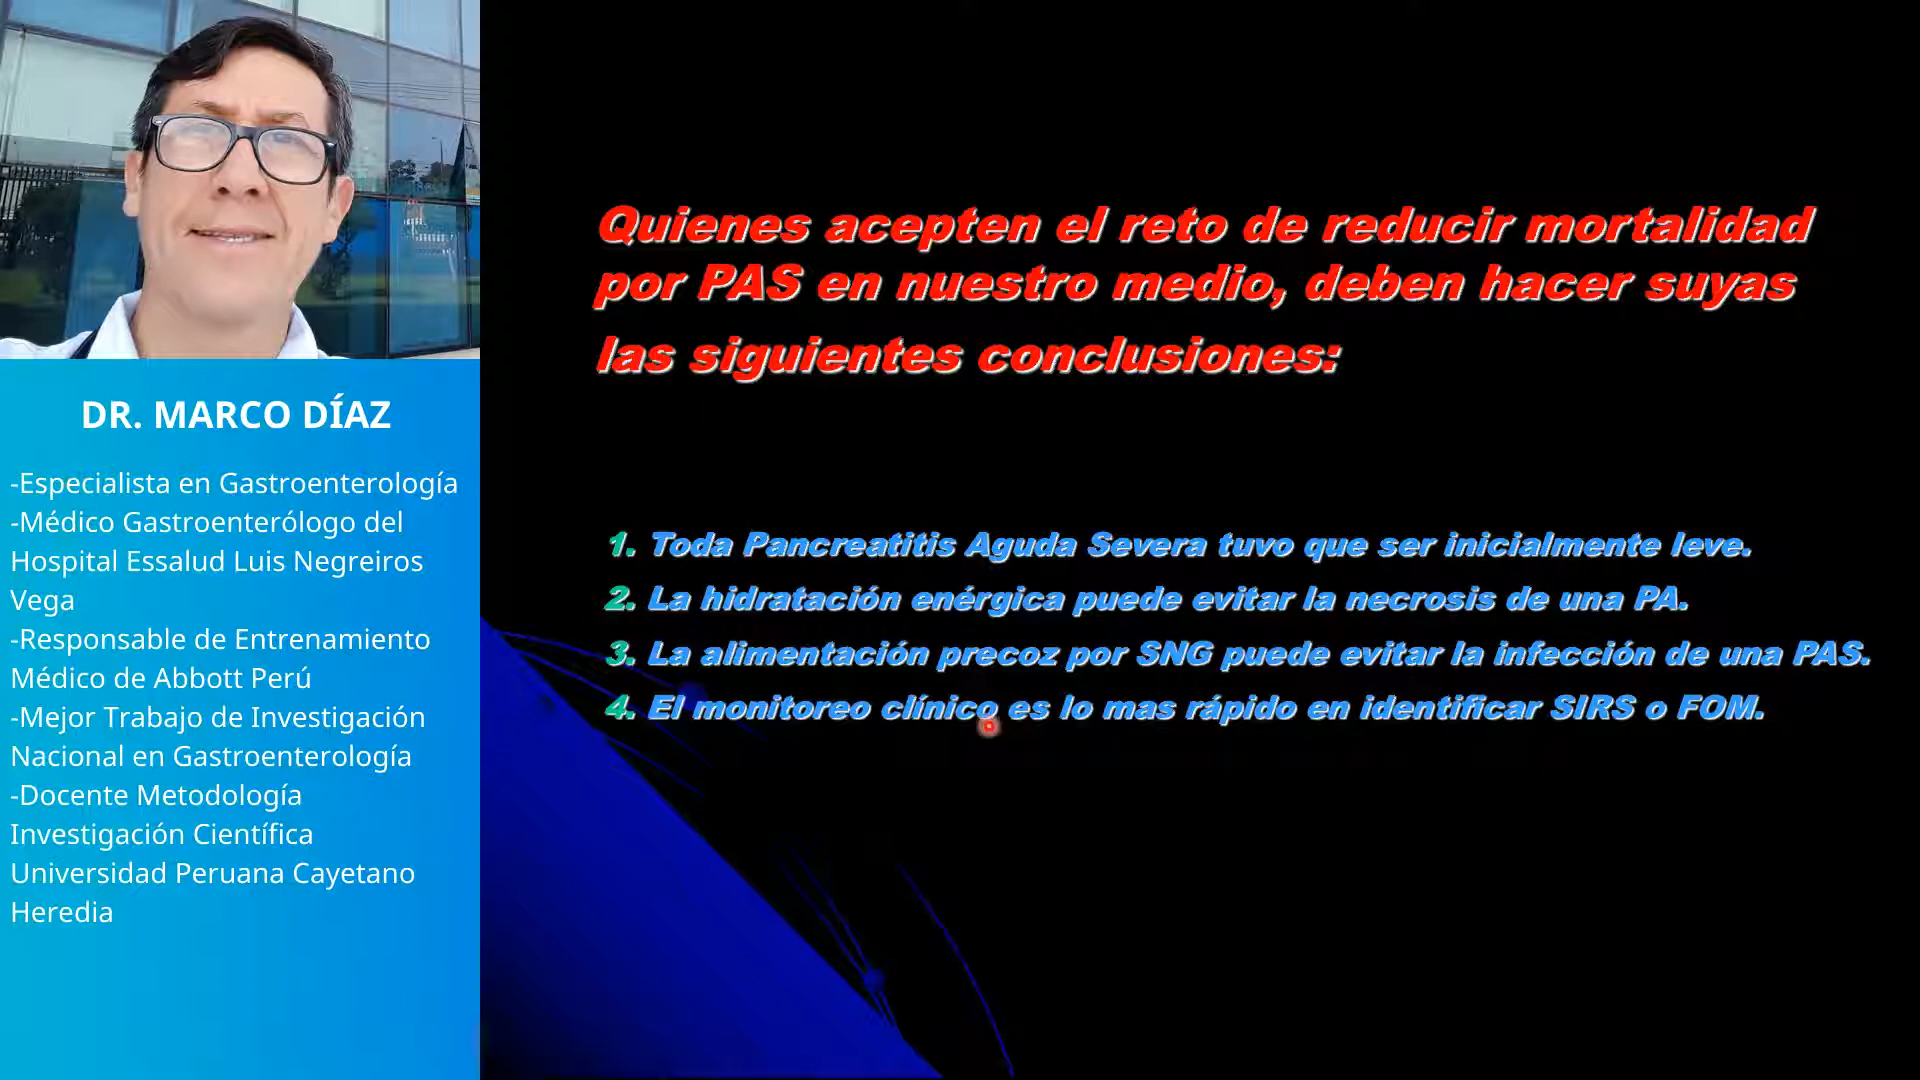 DR. MARCO DÍAZ
-Especialista en Gastroenterología
-Médico Gastroenterólogo del
Hospital Essalud Luis Negreiros
Vega
-Responsable de Entrenamiento
Médico de Abbott Perú
-Mejor Trabajo de Investigación
Nacional en Gastroenterología
-Docente Metodología
Investigación Científica
Universidad Peruana Cayetano
Heredia
Quienes acepten el reto de reducir mortalidad
por PAS en nuestro medio, deben hacer suyas
las siguientes conclusiones:
1. Toda Pancreatitis Aguda Severa tuvo que ser inicialmente leve.
2. La hidratación enérgica puede evitar la necrosis de una PA.
3. La alimentación precoz por SNG puede evitar la infección de una PAS.
4. El monitoreo clínico es lo mas rápido en identificar SIRS o FOM.